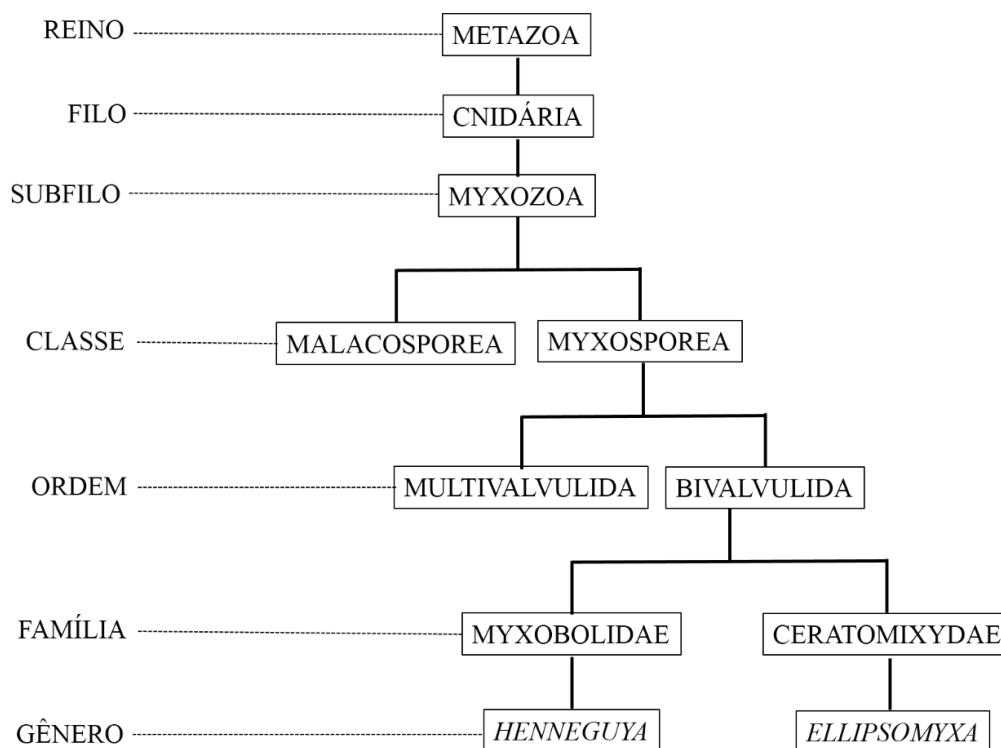 REINO METAZOA
FILO CNIDÁRIA
SUBFILO MYXOZOA
CLASSE MALACOSPOREA MYXOSPOREA
ORDEM MULTIVALVULIDA BIVALVULIDA
FAMÍLIA MYXOBOLIDAE CERATOMIXYDAE
GÊNERO HENNEGUYA ELLIPSOMYXA